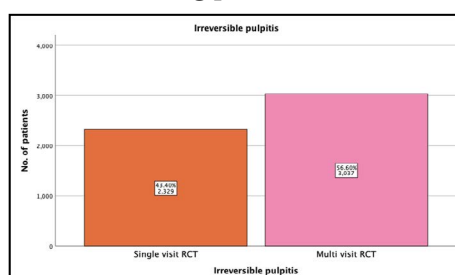 Irreversible pulpitis
4,000
3,000
2,000
1,000
0
No. of patients
43.40%
2,329
56.60%
3,037
Single visit RCT
Multi visit RCT
Irreversible pulpitis